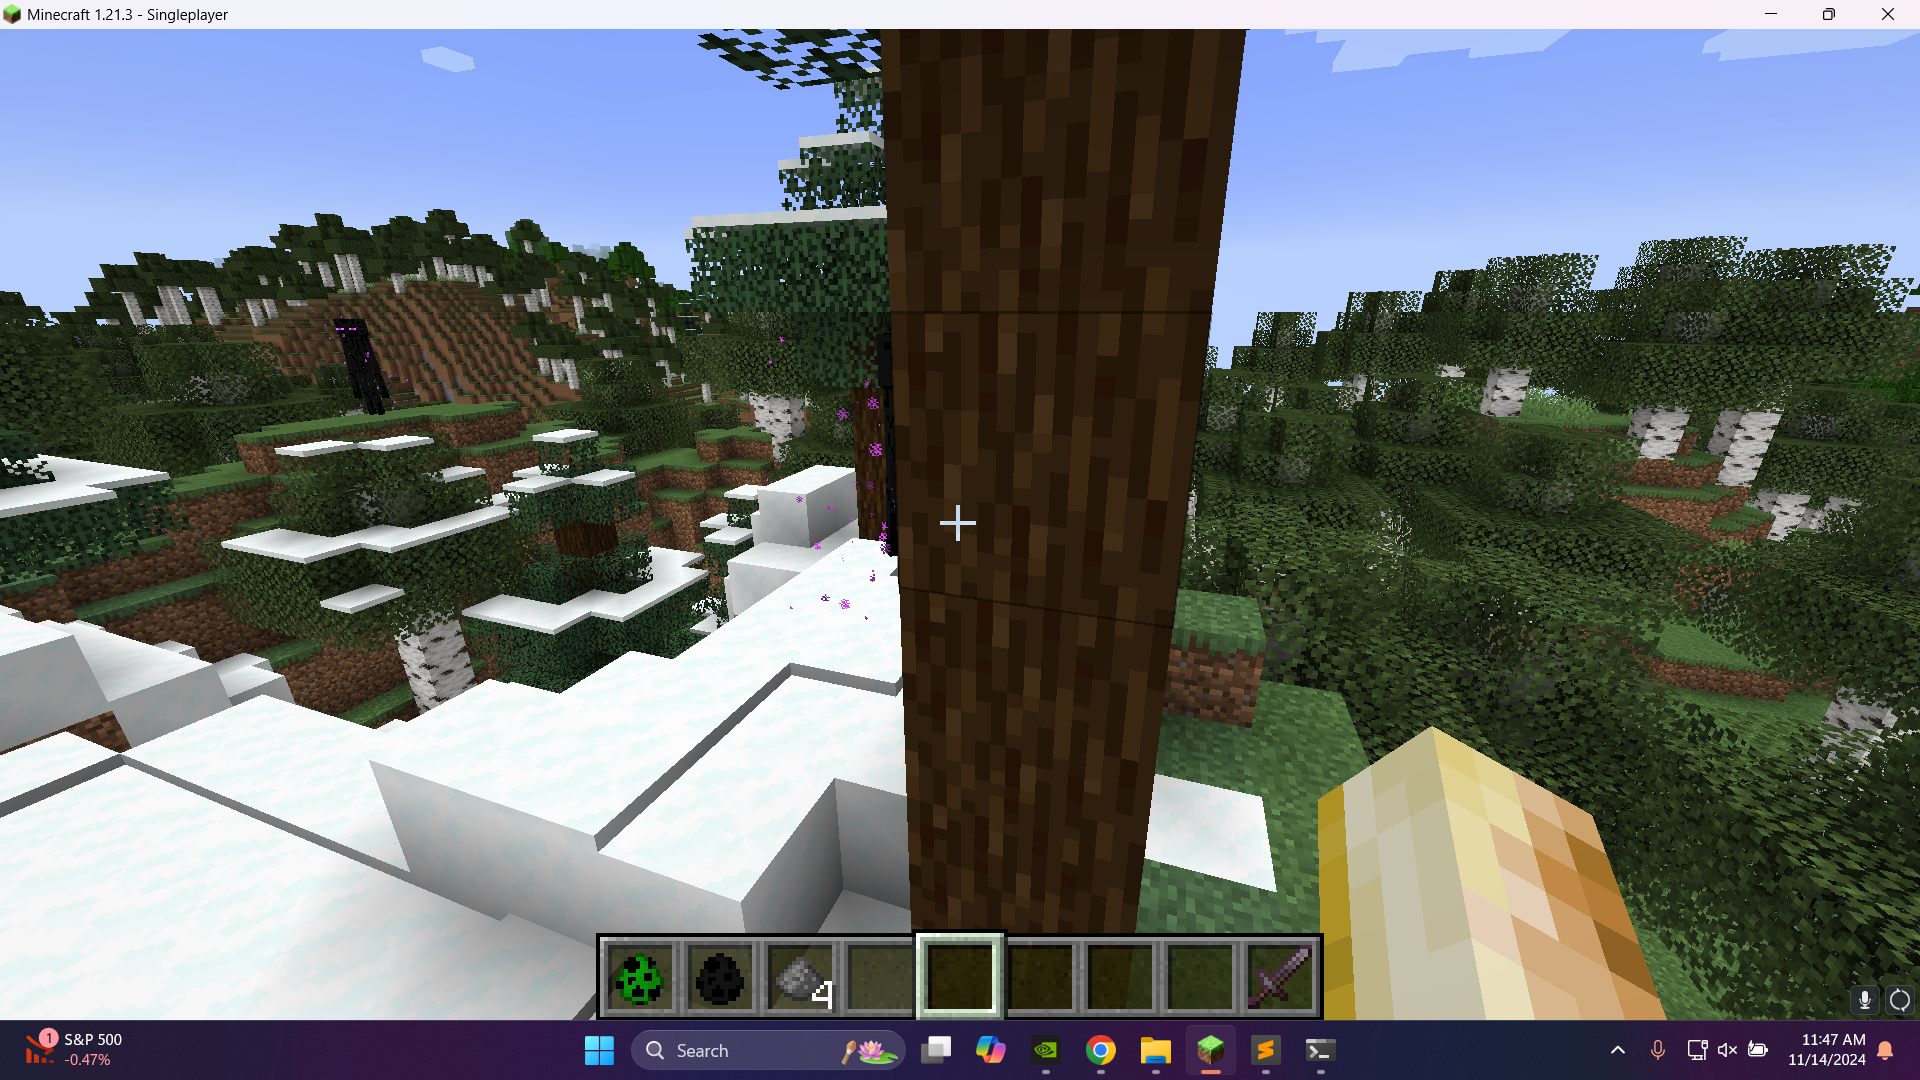 Minecraft 1.21.3 - Singleplayer
4
1
S&P 500
-0.47%
Search
11:47 AM
11/14/2024